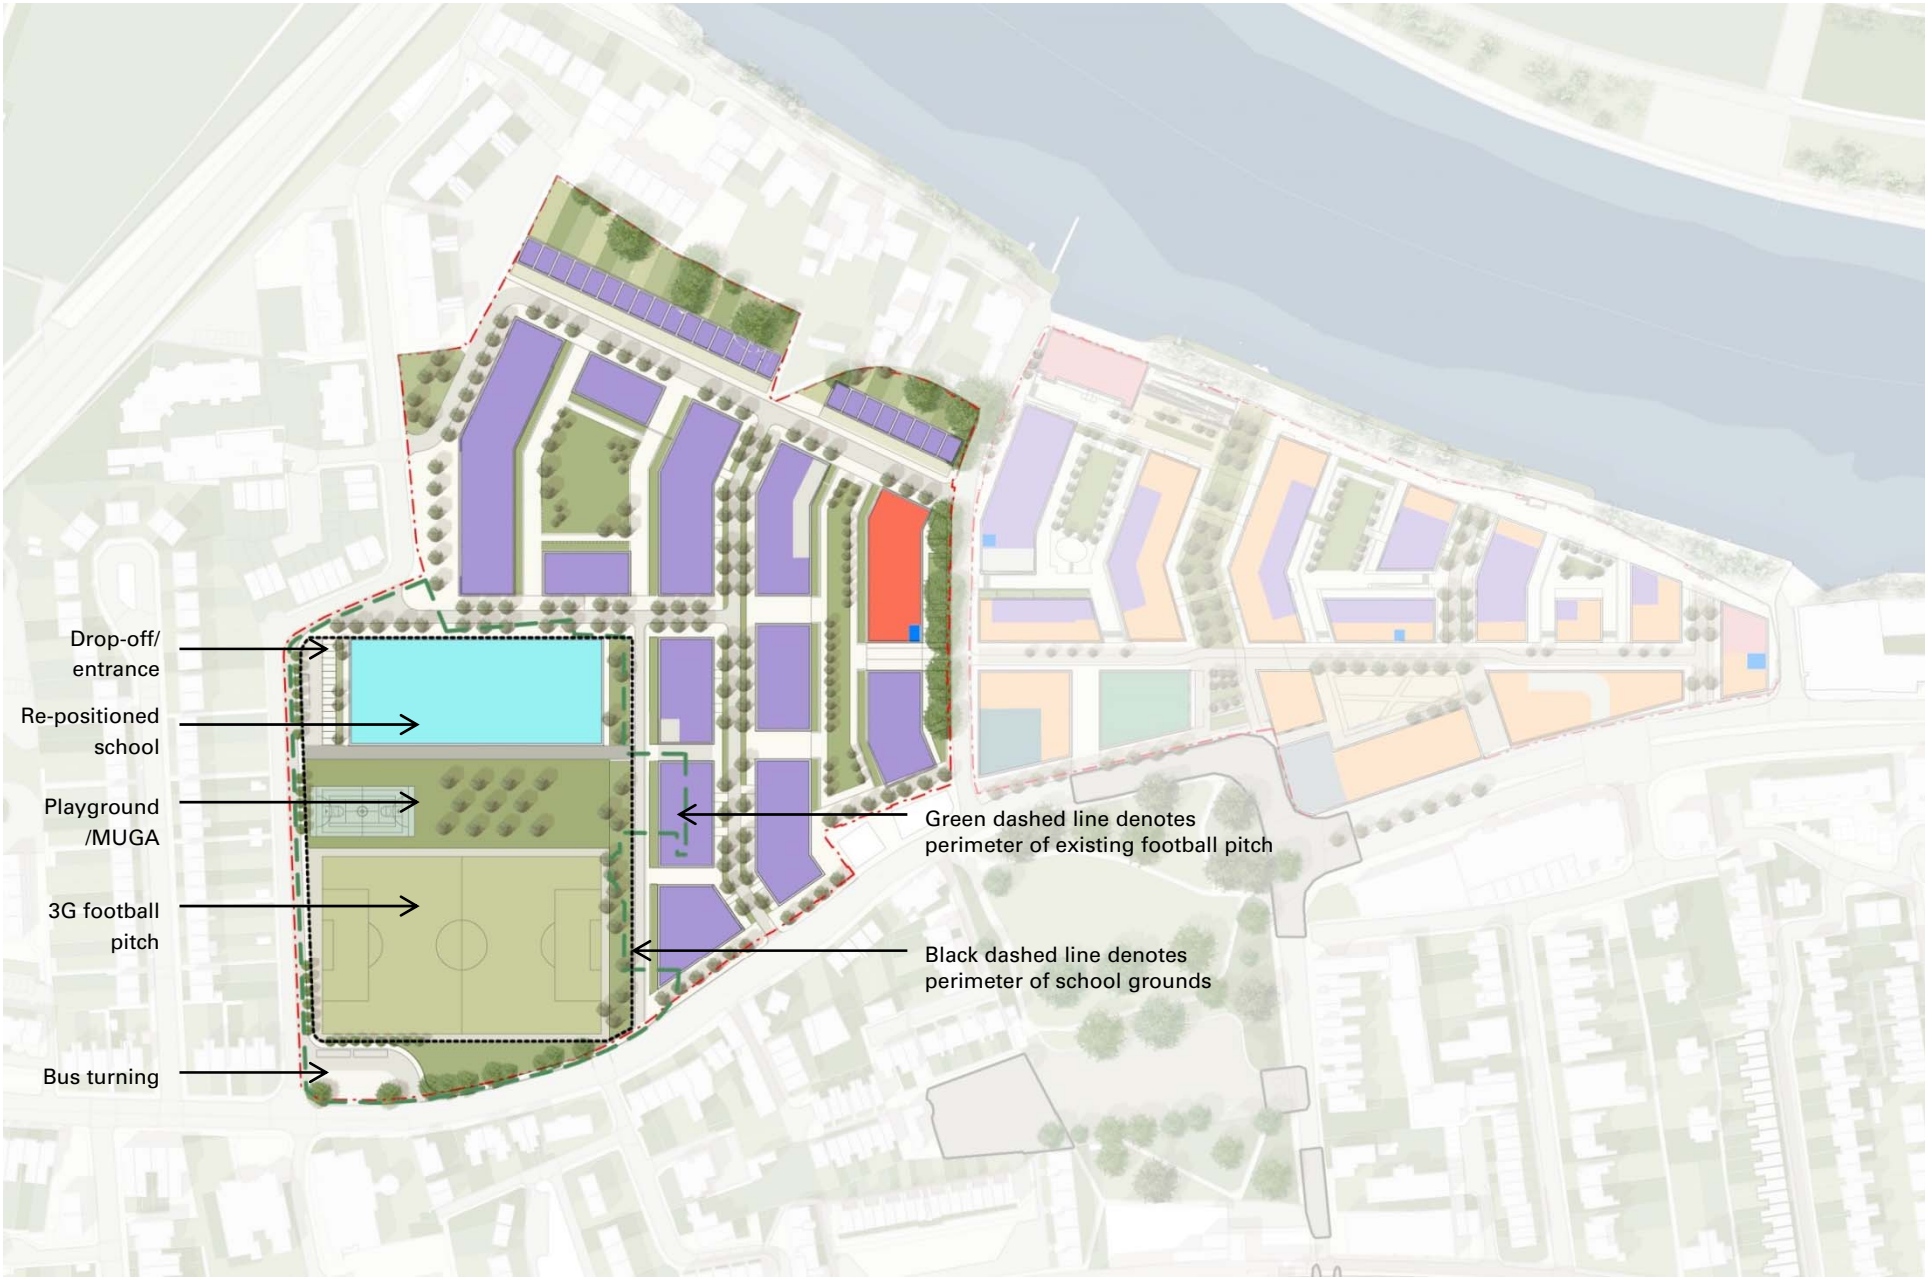 Drop-off/
entrance
Re-positioned
school
Playground
/MUGA
3G football
pitch
Bus turning
Green dashed line denotes
perimeter of existing football pitch
Black dashed line denotes
perimeter of school grounds